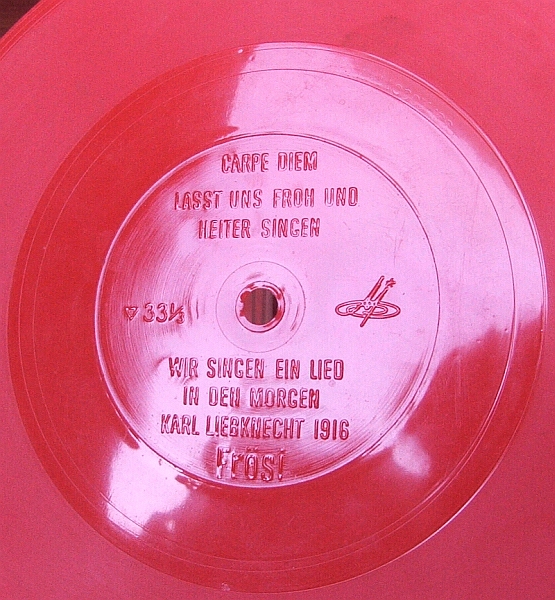 CARPE DIEM
LASST UNS FROH UND
HEITER SINGEN
▽ 33⅓
WIR SINGEN EIN LIED
IN DEN MORGEN
KARL LIEBKNECHT 1916
FRÖSI